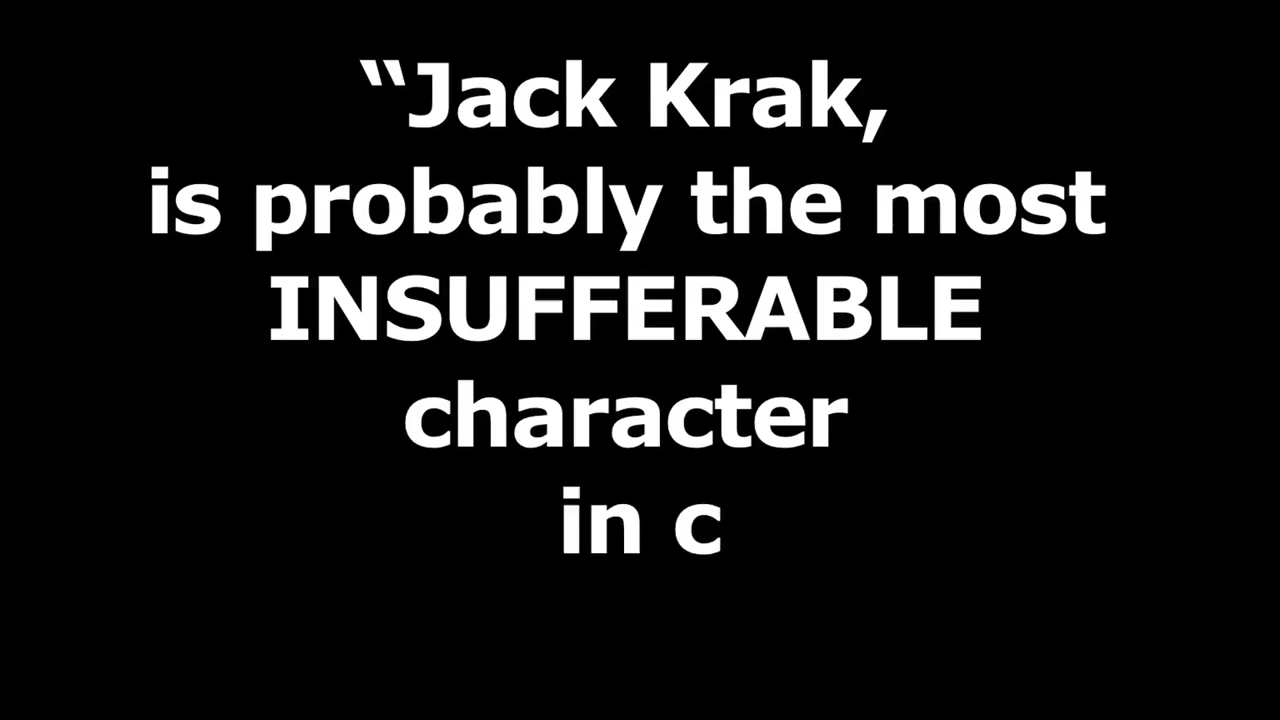 “Jack Krak,
is probably the most
INSUFFERABLE
character
in c